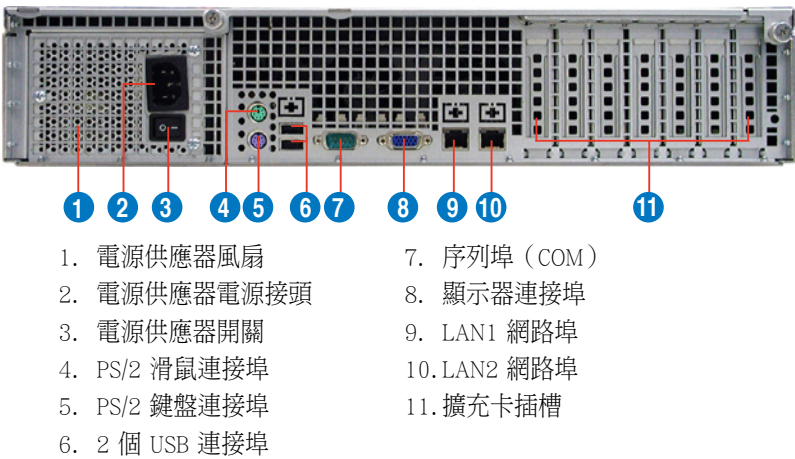 1 2 3 4 5 6 7 8 9 10 11
1. 電源供應器風扇
2. 電源供應器電源接頭
3. 電源供應器開關
4. PS/2 滑鼠連接埠
5. PS/2 鍵盤連接埠
6. 2 個 USB 連接埠
7. 序列埠（COM）
8. 顯示器連接埠
9. LAN1 網路埠
10.LAN2 網路埠
11.擴充卡插槽